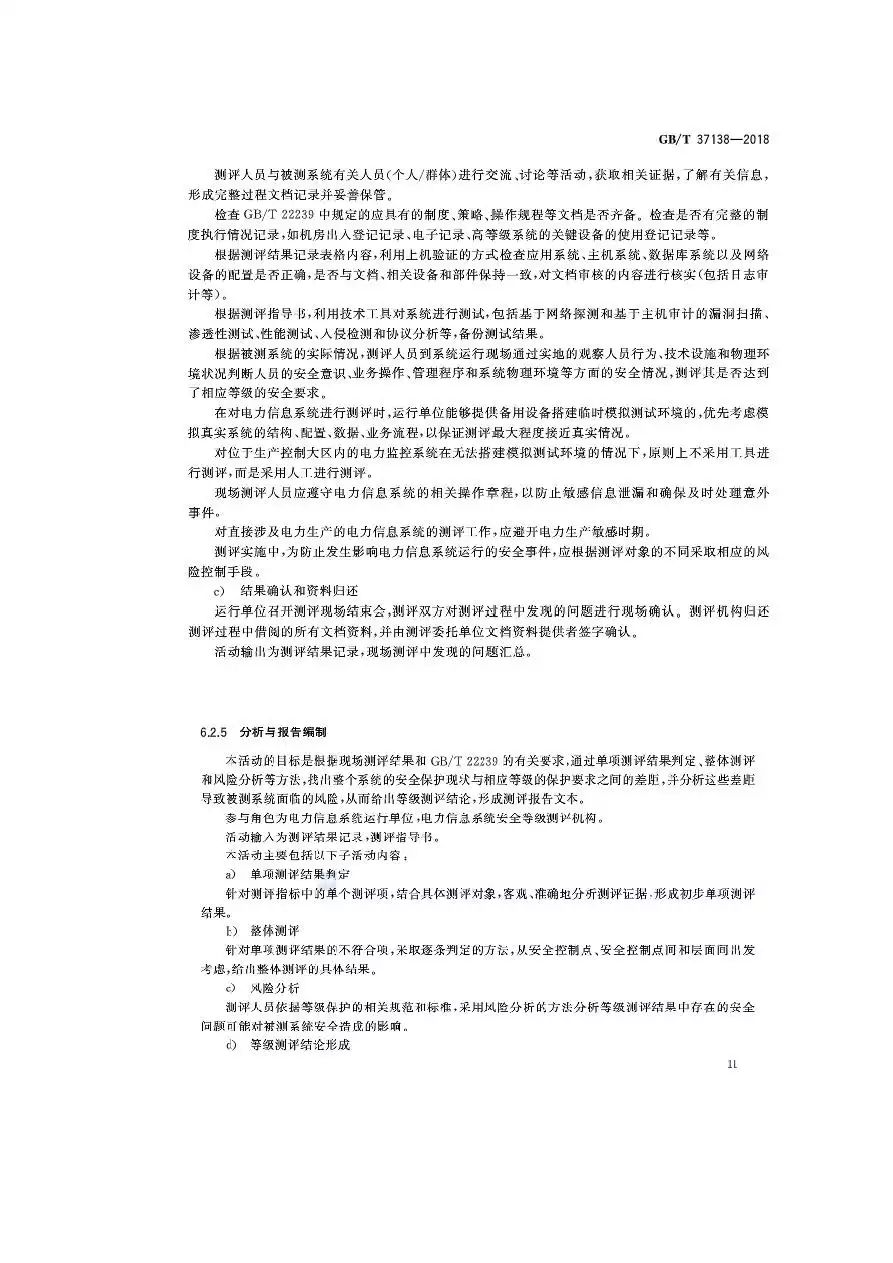 GB/T 37138—2018
测评人员与被测系统有关人员(个人/群体)进行交流、讨论等活动,获取相关证据,了解有关信息,
形成完整过程文档记录并妥善保管。
检查 GB/T 22239 中规定的应具有的制度、策略、操作规程等文档是否齐备。检查是否有完整的制
度执行情况记录,如机房出入登记记录、电子记录、高等级系统的关键设备的使用登记记录等。
根据测评结果记录表格内容,利用上机验证的方式检查应用系统、主机系统、数据库系统以及网络
设备的配置是否正确,是否与文档、相关设备和部件保持一致,对文档审核的内容进行核实(包括日志审
计等)。
根据测评指导书,利用技术工具对系统进行测试,包括基于网络探测和基于主机审计的漏洞扫描、
渗透性测试、性能测试、入侵检测和协议分析等,备份测试结果。
根据被测系统的实际情况,测评人员到系统运行现场通过实地的观察人员行为、技术设施和物理环
境状况判断人员的安全意识、业务操作、管理程序和系统物理环境等方面的安全情况,测评其是否达到
了相应等级的安全要求。
在对电力信息系统进行测评时,运行单位能够提供备用设备搭建临时模拟测试环境的,优先考虑模
拟真实系统的结构、配置、数据、业务流程,以保证测评最大程度接近真实情况。
对位于生产控制大区内的电力监控系统在无法搭建模拟测试环境的情况下,原则上不采用工具进
行测评,而是采用人工进行测评。
现场测评人员应遵守电力信息系统的相关操作章程,以防止敏感信息泄漏和确保及时处理意外
事件。
对直接涉及电力生产的电力信息系统的测评工作,应避开电力生产敏感时期。
测评实施中,为防止发生影响电力信息系统运行的安全事件,应根据测评对象的不同采取相应的风
险控制手段。
c) 结果确认和资料归还
运行单位召开测评现场结束会,测评双方对测评过程中发现的问题进行现场确认。测评机构归还
测评过程中借阅的所有文档资料,并由测评委托单位文档资料提供者签字确认。
活动输出为测评结果记录,现场测评中发现的问题汇总。
6.2.5 分析与报告编制
本活动的目标是根据现场测评结果和 GB/T 22239 的有关要求,通过单项测评结果判定、整体测评
和风险分析等方法,找出整个系统的安全保护现状与相应等级的保护要求之间的差距,并分析这些差距
导致被测系统面临的风险,从而给出等级测评结论,形成测评报告文本。
参与角色为电力信息系统运行单位,电力信息系统安全等级测评机构。
活动输入为测评结果记录,测评指导书。
本活动主要包括以下子活动内容:
a) 单项测评结果判定
针对测评指标中的单个测评项,结合具体测评对象,客观、准确地分析测评证据,形成初步单项测评
结果。
b) 整体测评
针对单项测评结果的不符合项,采取逐条判定的方法,从安全控制点、安全控制点间和层面间出发
考虑,给出整体测评的具体结果。
c) 风险分析
测评人员依据等级保护的相关规范和标准,采用风险分析的方法分析等级测评结果中存在的安全
问题可能对被测系统安全造成的影响。
d) 等级测评结论形成
11